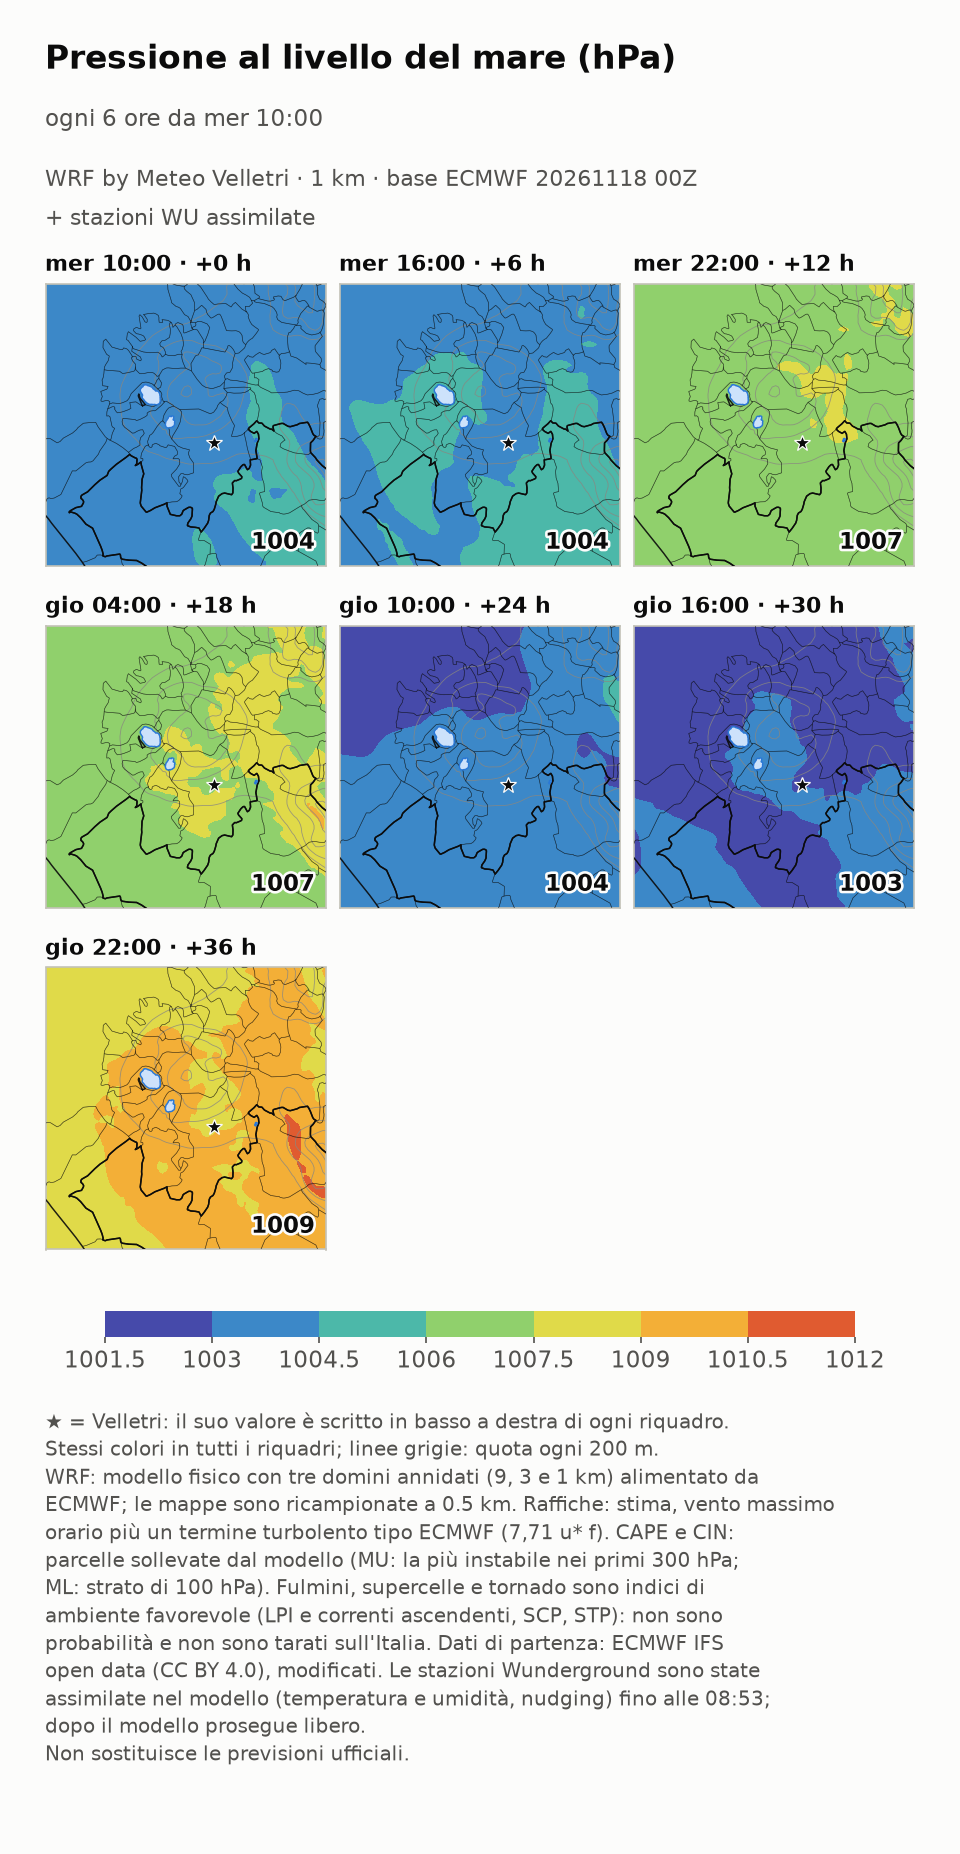 Pressione al livello del mare (hPa)
ogni 6 ore da mer 10:00
WRF by Meteo Velletri · 1 km · base ECMWF 20261118 00Z
+ stazioni WU assimilate
mer 10:00 · +0 h
mer 16:00 · +6 h
mer 22:00 · +12 h
1004
1004
1007
gio 04:00 · +18 h
gio 10:00 · +24 h
gio 16:00 · +30 h
1007
1004
1003
gio 22:00 · +36 h
1009
1001.5 1003 1004.5 1006 1007.5 1009 1010.5 1012
★ = Velletri: il suo valore è scritto in basso a destra di ogni riquadro.
Stessi colori in tutti i riquadri; linee grigie: quota ogni 200 m.
WRF: modello fisico con tre domini annidati (9, 3 e 1 km) alimentato da
ECMWF; le mappe sono ricampionate a 0.5 km. Raffiche: stima, vento massimo
orario più un termine turbolento tipo ECMWF (7,71 u* f). CAPE e CIN:
parcelle sollevate dal modello (MU: la più instabile nei primi 300 hPa;
ML: strato di 100 hPa). Fulmini, supercelle e tornado sono indici di
ambiente favorevole (LPI e correnti ascendenti, SCP, STP): non sono
probabilità e non sono tarati sull'Italia. Dati di partenza: ECMWF IFS
open data (CC BY 4.0), modificati. Le stazioni Wunderground sono state
assimilate nel modello (temperatura e umidità, nudging) fino alle 08:53;
dopo il modello prosegue libero.
Non sostituisce le previsioni ufficiali.